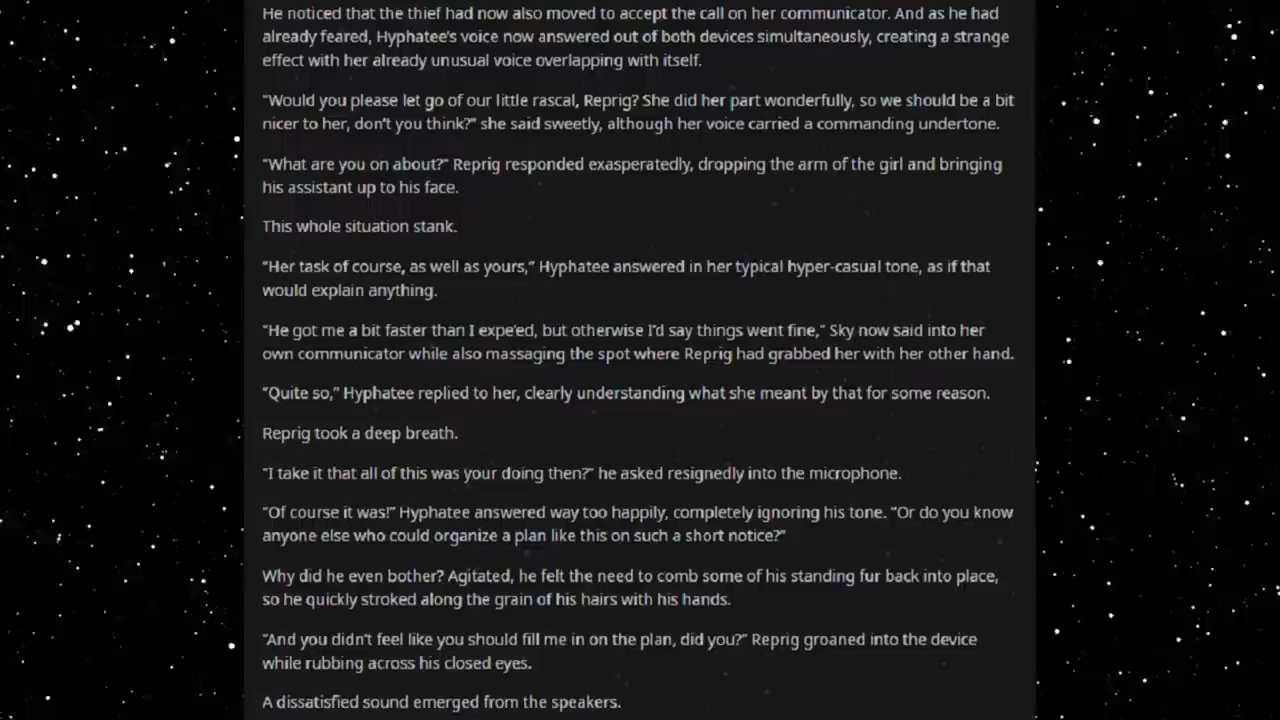 He noticed that the thief had now also moved to accept the call on her communicator. And as he had
already feared, Hyphatee’s voice now answered out of both devices simultaneously, creating a strange
effect with her already unusual voice overlapping with itself.
“Would you please let go of our little rascal, Reprig? She did her part wonderfully, so we should be a bit
nicer to her, don’t you think?” she said sweetly, although her voice carried a commanding undertone.
“What are you on about?” Reprig responded exasperatedly, dropping the arm of the girl and bringing
his assistant up to his face.
This whole situation stank.
“Her task of course, as well as yours,” Hyphatee answered in her typical hyper-casual tone, as if that
would explain anything.
“He got me a bit faster than I expe’ed, but otherwise I’d say things went fine,” Sky now said into her
own communicator while also massaging the spot where Reprig had grabbed her with her other hand.
“Quite so,” Hyphatee replied to her, clearly understanding what she meant by that for some reason.
Reprig took a deep breath.
“I take it that all of this was your doing then?” he asked resignedly into the microphone.
“Of course it was!” Hyphatee answered way too happily, completely ignoring his tone. “Or do you know
anyone else who could organize a plan like this on such a short notice?”
Why did he even bother? Agitated, he felt the need to comb some of his standing fur back into place,
so he quickly stroked along the grain of his hairs with his hands.
“And you didn’t feel like you should fill me in on the plan, did you?” Reprig groaned into the device
while rubbing across his closed eyes.
A dissatisfied sound emerged from the speakers.